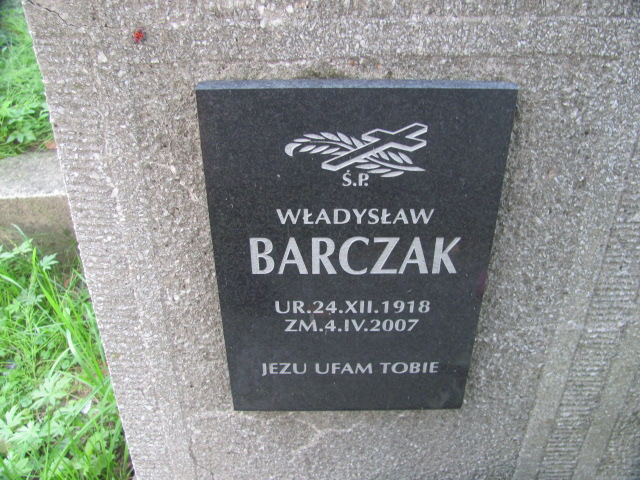 Ś.P.
WŁADYSŁAW
BARCZAK
UR.24.XII.1918
ZM.4.IV.2007
JEZU UFAM TOBIE